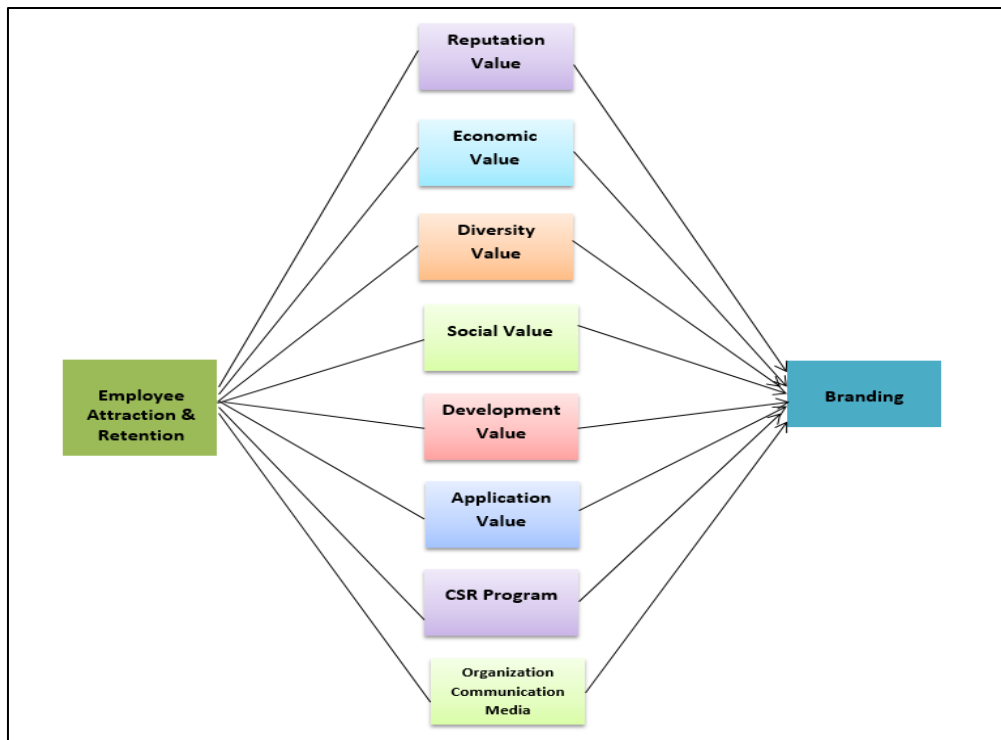 Reputation
Value
Economic
Value
Diversity
Value
Social Value
Employee
Attraction &
Retention
Branding
Development
Value
Application
Value
CSR Program
Organization
Communication
Media